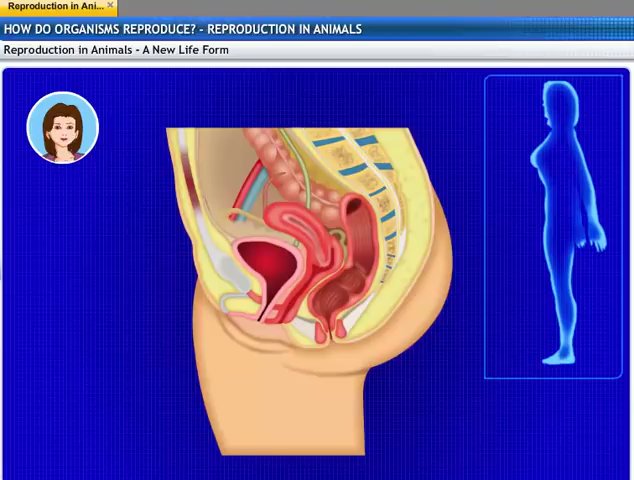 Reproduction in Ani...
HOW DO ORGANISMS REPRODUCE? - REPRODUCTION IN ANIMALS
Reproduction in Animals - A New Life Form